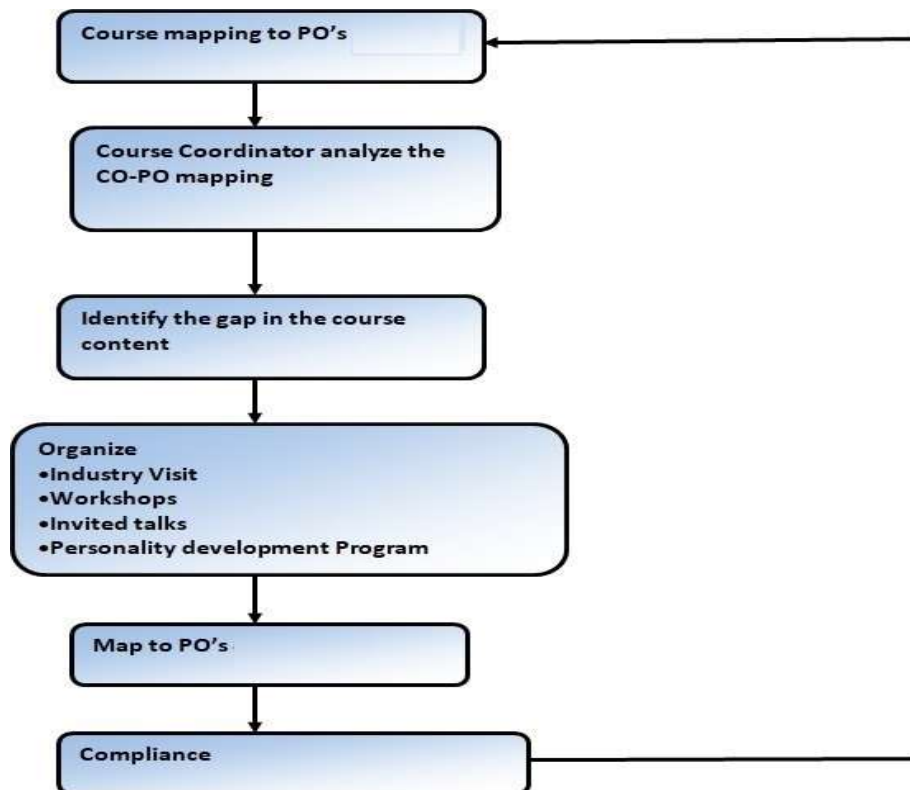 Course mapping to PO’s
Course Coordinator analyze the
CO-PO mapping
Identify the gap in the course
content
Organize
•Industry Visit
•Workshops
•Invited talks
•Personality development Program
Map to PO’s
Compliance